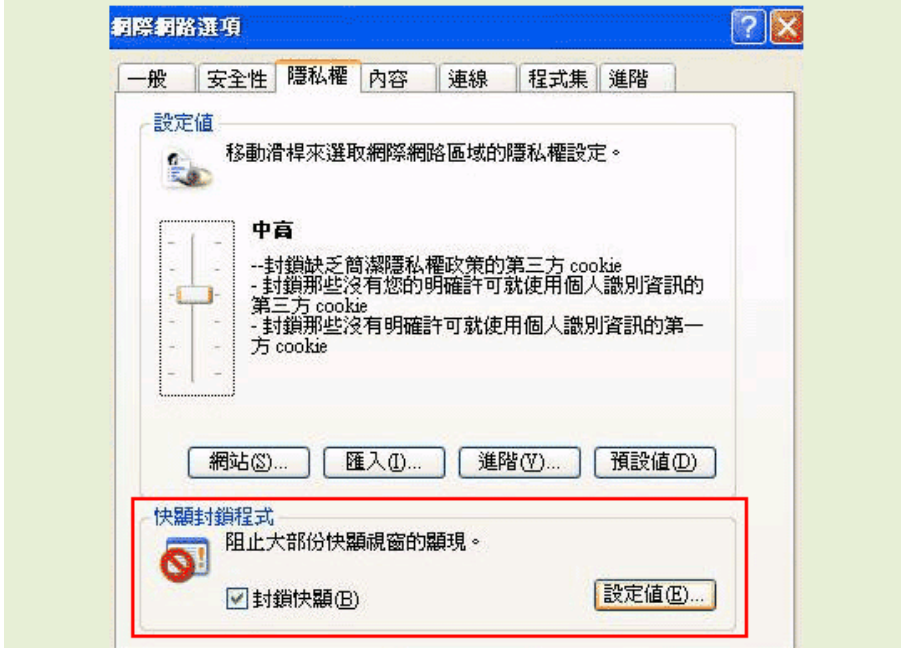 網際網路選項
一般 安全性 隱私權 內容 連線 程式集 進階
設定值
移動滑桿來選取網際網路區域的隱私權設定。
中高
--封鎖缺乏簡潔隱私權政策的第三方 cookie
- 封鎖那些沒有您的明確許可就使用個人識別資訊的
第三方 cookie
- 封鎖那些沒有明確許可就使用個人識別資訊的第一
方 cookie
網站(S)... 匯入(I)... 進階(V)... 預設值(D)
快顯封鎖程式
阻止大部份快顯視窗的顯現。
封鎖快顯(B) 設定值(E)...